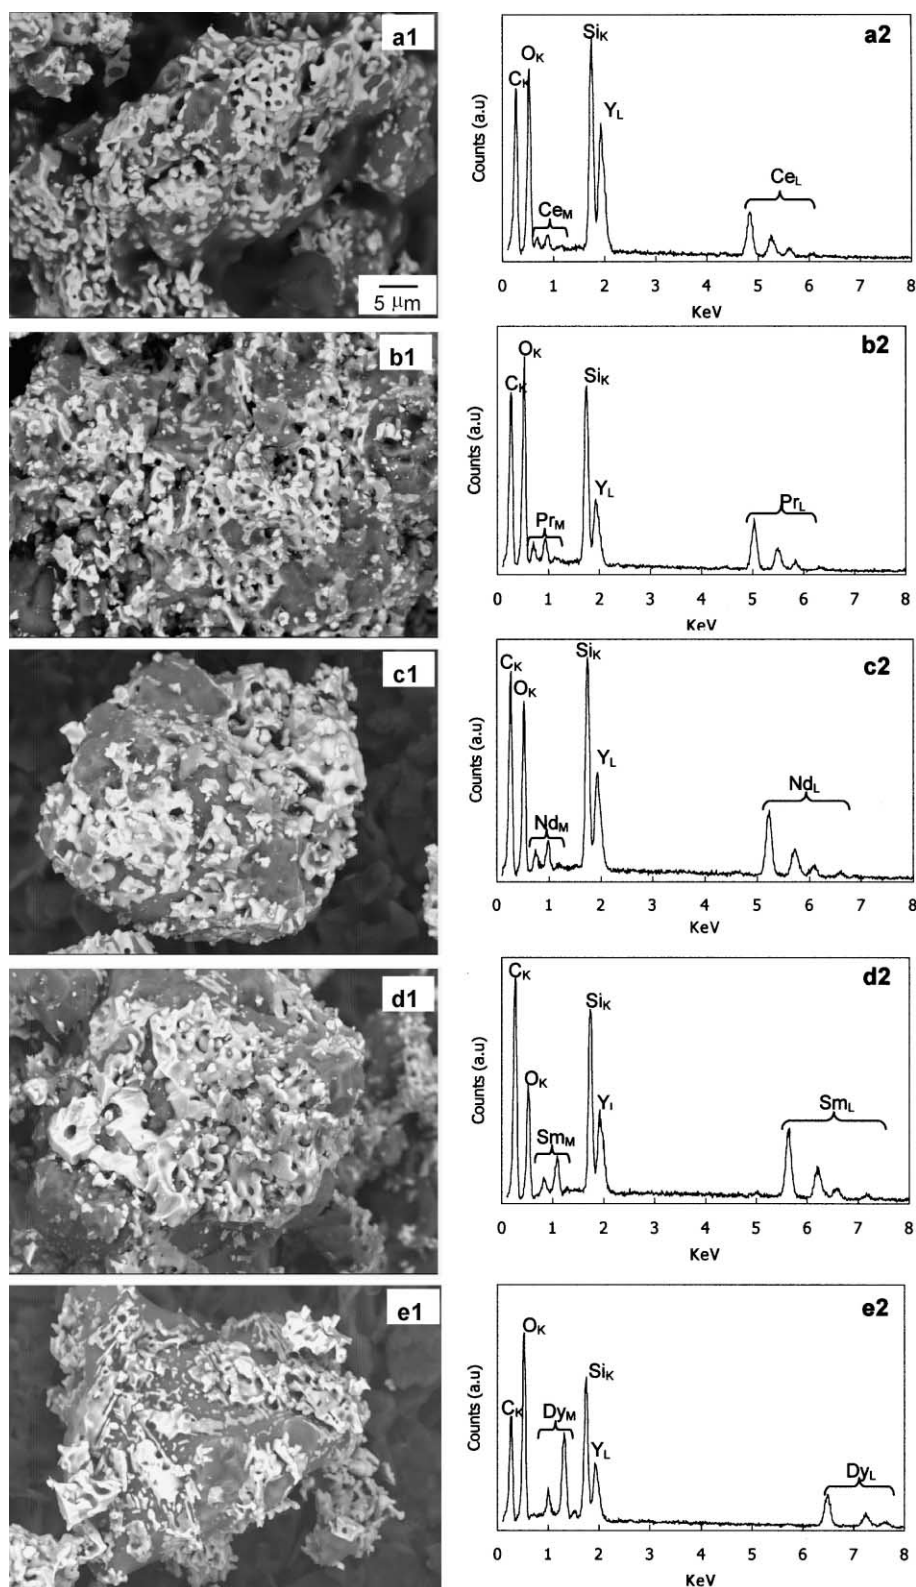 a1
5 μm
a2
Counts (a.u)
C_K
O_K
Ce_M
Si_K
Y_L
Ce_L
0 1 2 3 4 5 6 7 8
KeV
b1
b2
Counts (a.u)
C_K
O_K
Pr_M
Si_K
Y_L
Pr_L
0 1 2 3 4 5 6 7 8
KeV
c1
c2
Counts (a.u)
C_K
O_K
Nd_M
Si_K
Y_L
Nd_L
0 1 2 3 4 5 6 7 8
KeV
d1
d2
Counts (a.u)
C_K
O_K
Sm_M
Si_K
Y_L
Sm_L
0 1 2 3 4 5 6 7 8
KeV
e1
e2
Counts (a.u)
C_K
O_K
Dy_M
Si_K
Y_L
Dy_L
0 1 2 3 4 5 6 7 8
KeV